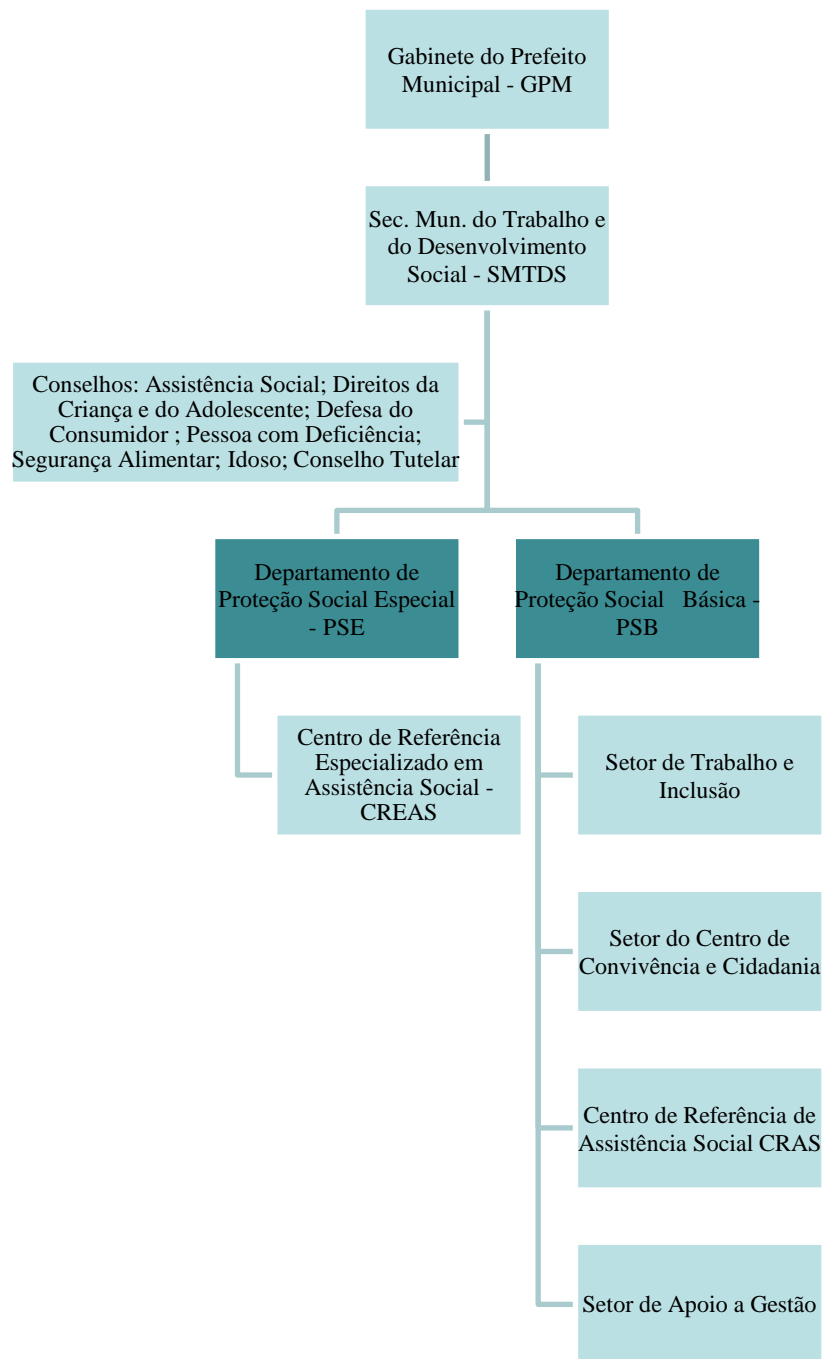 Gabinete do Prefeito
Municipal - GPM
Sec. Mun. do Trabalho e
do Desenvolvimento
Social - SMTDS
Conselhos: Assistência Social; Direitos da
Criança e do Adolescente; Defesa do
Consumidor ; Pessoa com Deficiência;
Segurança Alimentar; Idoso; Conselho Tutelar
Departamento de
Proteção Social Especial
- PSE
Departamento de
Proteção Social Básica -
PSB
Centro de Referência
Especializado em
Assistência Social -
CREAS
Setor de Trabalho e
Inclusão
Setor do Centro de
Convivência e Cidadania
Centro de Referência de
Assistência Social CRAS
Setor de Apoio a Gestão